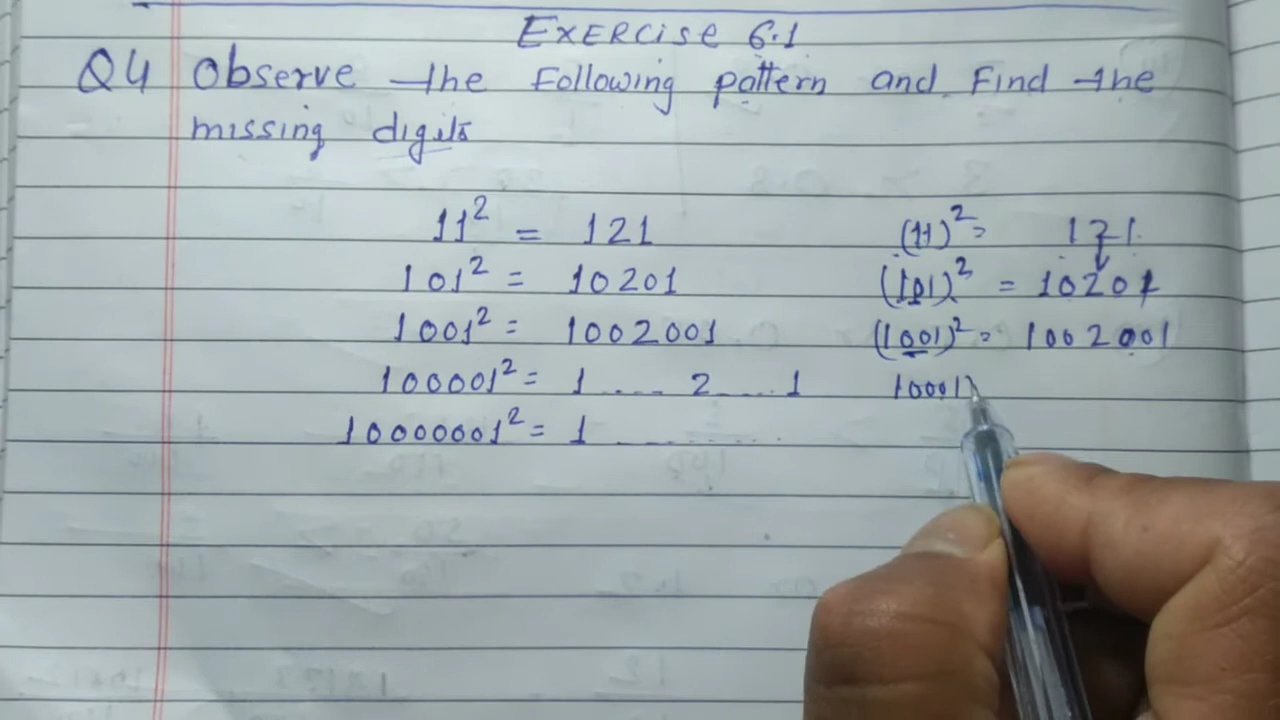 EXERCISE 6.1
Q4 Observe the Following pattern and Find the
missing digits
11² = 121
101² = 10201
1001² = 1002001
100001² = 1 .... 2 .... 1
10000001² = 1 ..........
(11)² = 121
(101)² = 10201
(1001)² = 1002001
10001)